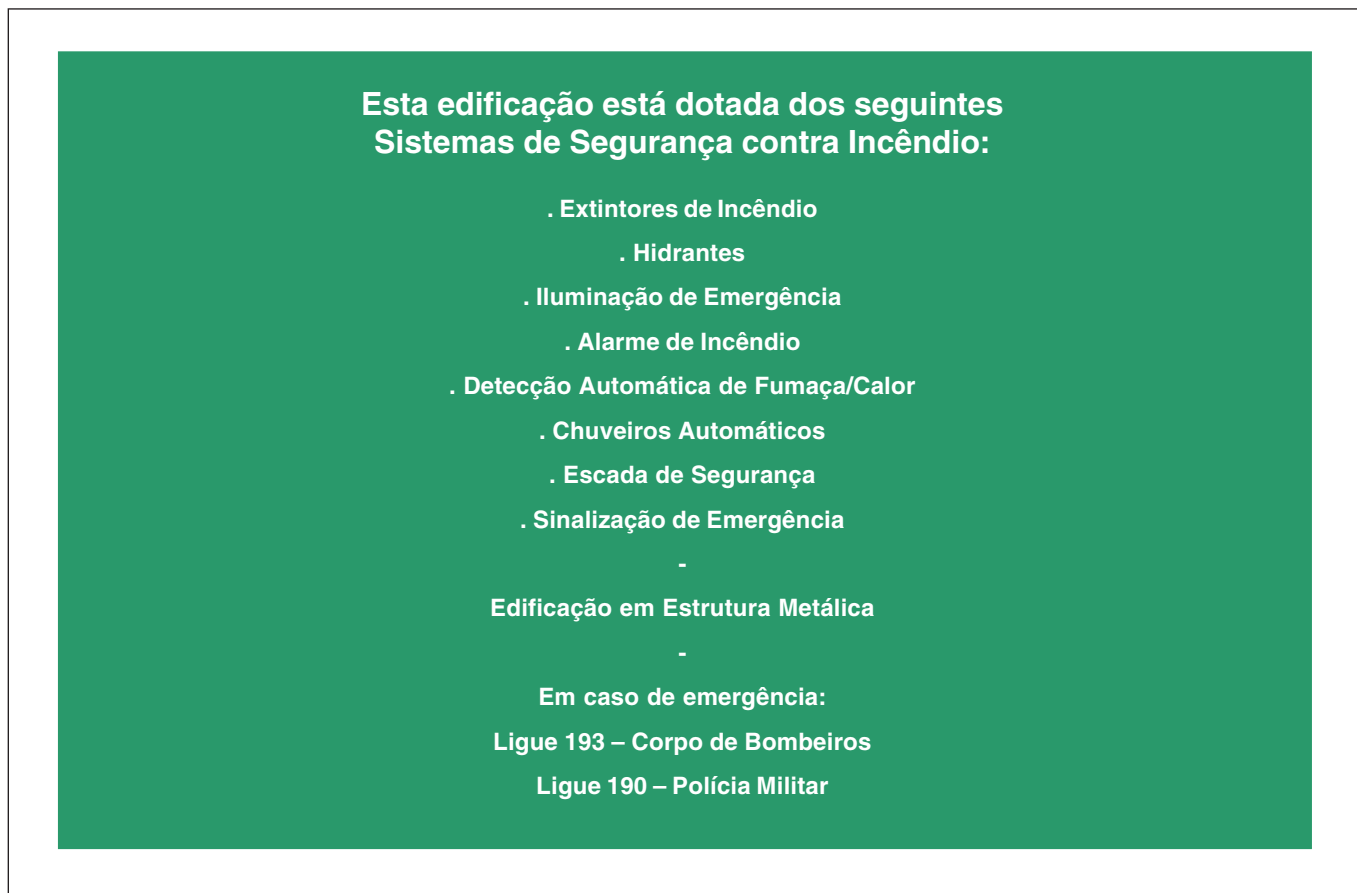 Esta edificação está dotada dos seguintes
Sistemas de Segurança contra Incêndio:
. Extintores de Incêndio
. Hidrantes
. Iluminação de Emergência
. Alarme de Incêndio
. Detecção Automática de Fumaça/Calor
. Chuveiros Automáticos
. Escada de Segurança
. Sinalização de Emergência
-
Edificação em Estrutura Metálica
-
Em caso de emergência:
Ligue 193 – Corpo de Bombeiros
Ligue 190 – Polícia Militar